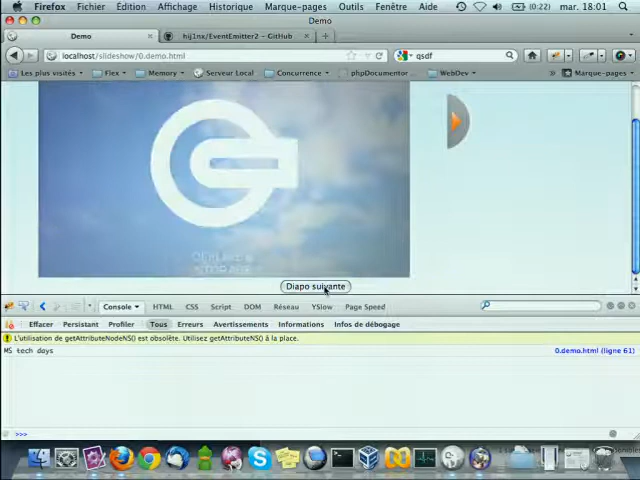 Firefox Fichier Édition Affichage Historique Marque-pages Outils Fenêtre Aide (0:22) mar. 18:01
Demo
Demo hij1nx/EventEmitter2 - GitHub
localhost/slideshow/0.demo.html qsdf
Les plus visités Flex Memory Serveur Local Concurrence phpDocumentor WebDev Marque-pages
Diapo suivante
Console HTML CSS Script DOM Réseau YSlow Page Speed
Effacer Persistant Profiler Tous Erreurs Avertissements Informations Infos de débogage
L'utilisation de getAttributeNodeNS() est obsolète. Utilisez getAttributeNS() à la place.
MS tech days 0.demo.html (ligne 61)
>>>